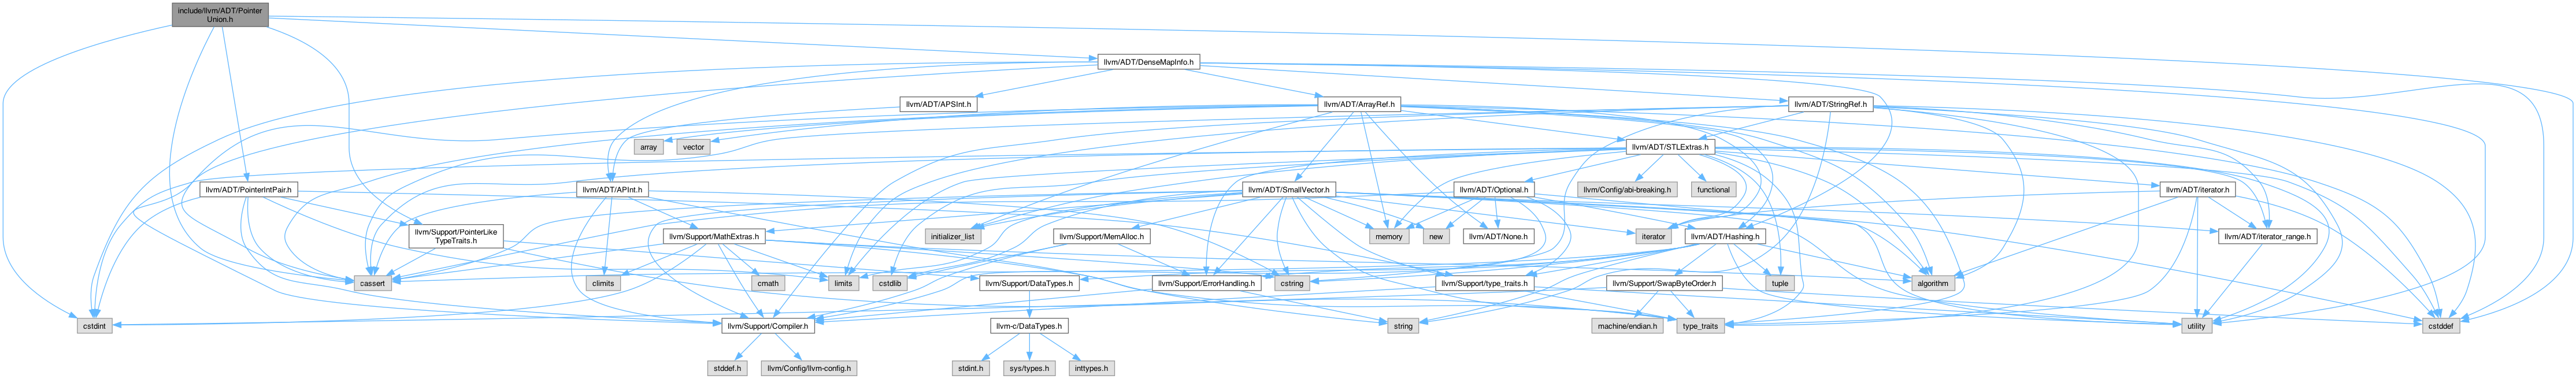 include/llvm/ADT/Pointer
Union.h
llvm/ADT/DenseMapInfo.h
llvm/ADT/APSInt.h
llvm/ADT/ArrayRef.h
llvm/ADT/StringRef.h
array
vector
llvm/ADT/STLExtras.h
llvm/ADT/PointerIntPair.h
llvm/ADT/APInt.h
llvm/ADT/SmallVector.h
llvm/ADT/Optional.h
llvm/Config/abi-breaking.h
functional
llvm/ADT/iterator.h
llvm/Support/PointerLike
TypeTraits.h
llvm/Support/MathExtras.h
initializer_list
llvm/Support/MemAlloc.h
memory
new
llvm/ADT/None.h
iterator
llvm/ADT/Hashing.h
llvm/ADT/iterator_range.h
cassert
climits
cmath
limits
cstdlib
llvm/Support/DataTypes.h
llvm/Support/ErrorHandling.h
cstring
llvm/Support/type_traits.h
llvm/Support/SwapByteOrder.h
tuple
algorithm
cstdint
llvm/Support/Compiler.h
llvm-c/DataTypes.h
string
machine/endian.h
type_traits
utility
cstddef
stddef.h
llvm/Config/llvm-config.h
stdint.h
sys/types.h
inttypes.h